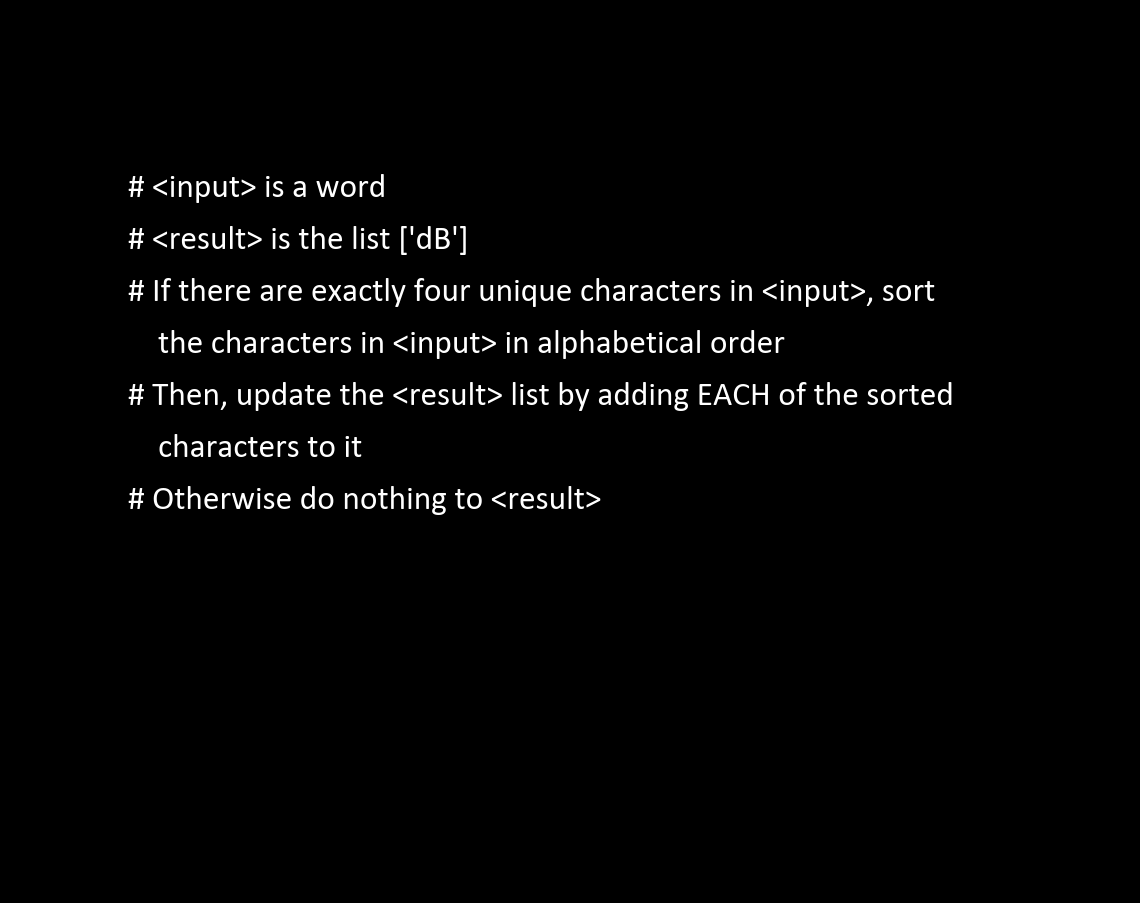 # <input> is a word
# <result> is the list ['dB']
# If there are exactly four unique characters in <input>, sort
the characters in <input> in alphabetical order
# Then, update the <result> list by adding EACH of the sorted
characters to it
# Otherwise do nothing to <result>